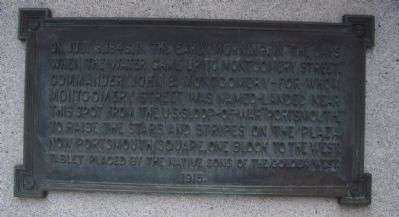 ON JULY 9, 1846, IN THE EARLY MORNING, IN "THE DAYS
WHEN THE WATER CAME UP TO MONTGOMERY STREET,"
COMMANDER JOHN B. MONTGOMERY - FOR WHOM
MONTGOMERY STREET WAS NAMED - LANDED NEAR
THIS SPOT FROM THE U.S. SLOOP-OF-WAR "PORTSMOUTH,"
TO RAISE THE STARS AND STRIPES ON THE "PLAZA,"
NOW PORTSMOUTH SQUARE, ONE BLOCK TO THE WEST.
TABLET PLACED BY THE NATIVE SONS OF THE GOLDEN WEST
1915